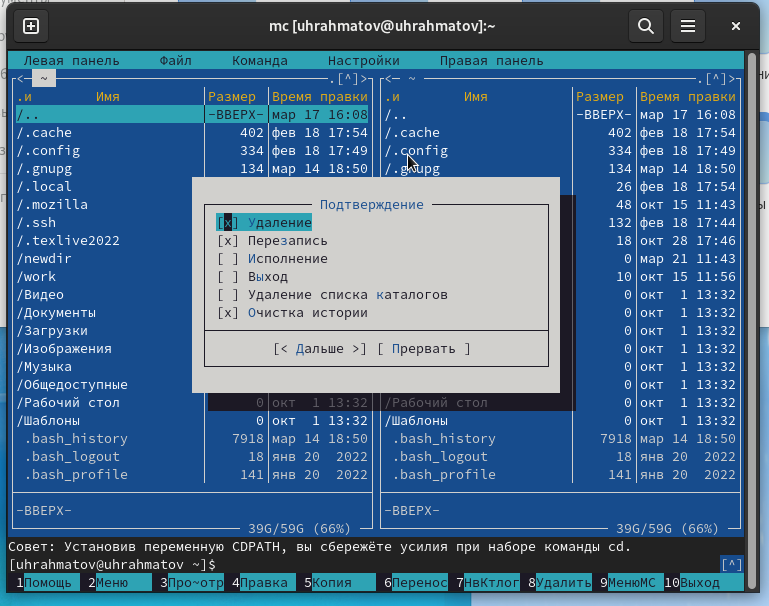 mc [uhrahmatov@uhrahmatov]:~
Левая панель Файл Команда Настройки Правая панель
<─ ~ .[^]> <─ ~ .[^]>
.и Имя Размер Время правки .и Имя Размер Время правки
/.. -ВВЕРХ- мар 17 16:08 /.. -ВВЕРХ- мар 17 16:08
/.cache 402 фев 18 17:54 /.cache 402 фев 18 17:54
/.config 334 фев 18 17:49 /.config 334 фев 18 17:49
/.gnupg 134 мар 14 18:50 /.gnupg 134 мар 14 18:50
/.local 26 фев 18 17:54
/.mozilla Подтверждение 48 окт 15 11:43
/.ssh [x] Удаление 132 фев 18 17:44
/.texlive2022 [x] Перезапись 18 окт 28 17:46
/newdir [ ] Исполнение 0 мар 21 11:43
/work [ ] Выход 10 окт 15 11:56
/Видео [ ] Удаление списка каталогов 0 окт 1 13:32
/Документы [x] Очистка истории 0 окт 1 13:32
/Загрузки 0 окт 1 13:32
/Изображения [< Дальше >] [ Прервать ] 0 окт 1 13:32
/Музыка 0 окт 1 13:32
/Общедоступные 0 окт 1 13:32
/Рабочий стол 0 окт 1 13:32 /Рабочий стол 0 окт 1 13:32
/Шаблоны 0 окт 1 13:32 /Шаблоны 0 окт 1 13:32
.bash_history 7918 мар 14 18:50 .bash_history 7918 мар 14 18:50
.bash_logout 18 янв 20 2022 .bash_logout 18 янв 20 2022
.bash_profile 141 янв 20 2022 .bash_profile 141 янв 20 2022
-ВВЕРХ- -ВВЕРХ-
39G/59G (66%) 39G/59G (66%)
Совет: Установив переменную CDPATH, вы сбережёте усилия при наборе команды cd.
[uhrahmatov@uhrahmatov ~]$ [^]
1Помощь 2Меню 3Про~отр 4Правка 5Копия 6Перенос 7НвКтлог 8Удалить 9МенюМС 10Выход